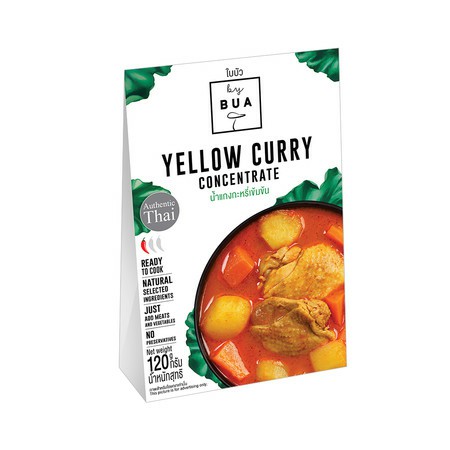 ใบบัว
by
BUA
YELLOW CURRY
CONCENTRATE
น้ำแกงกะหรี่เข้มข้น
Authentic
Thai
READY
TO COOK
NATURAL
SELECTED
INGREDIENTS
JUST
ADD MEATS
AND VEGETABLES
NO
PRESERVATIVES
Net weight
120 g กรัม
น้ำหนักสุทธิ
This picture is for advertising only.